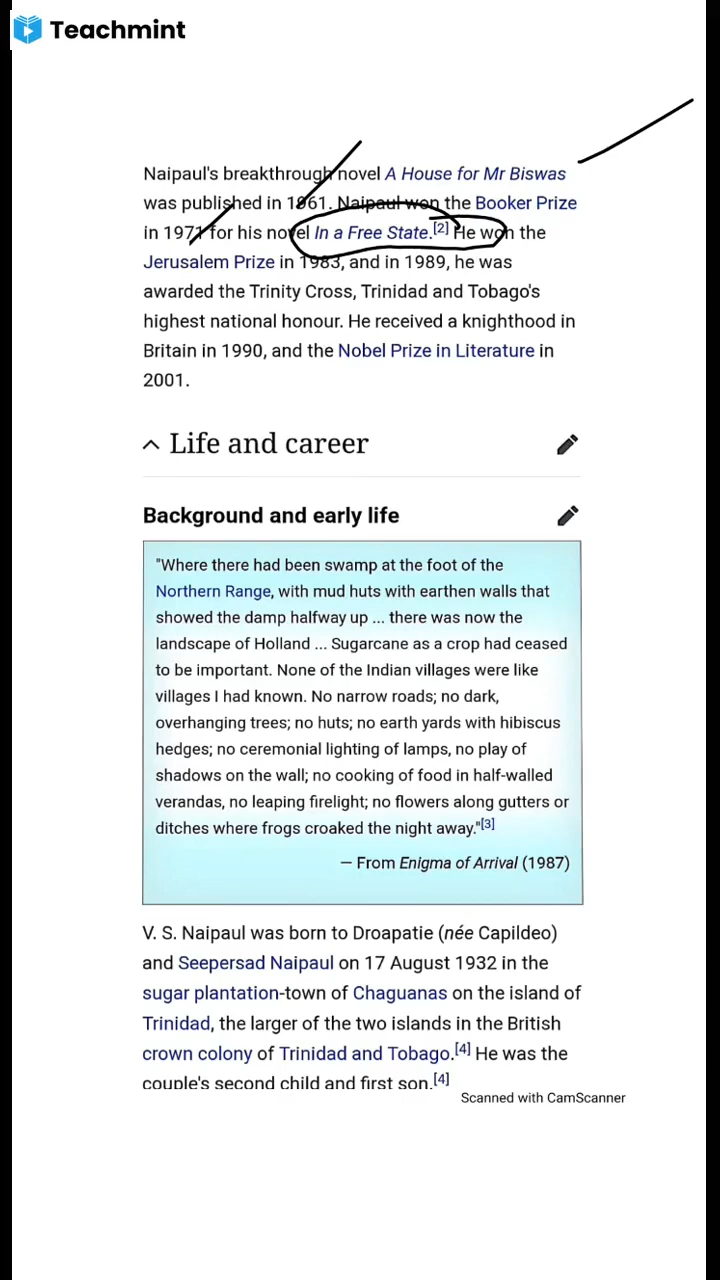 Teachmint
Naipaul's breakthrough novel A House for Mr Biswas
was published in 1961. Naipaul won the Booker Prize
in 1971 for his novel In a Free State.[2] He won the
Jerusalem Prize in 1983, and in 1989, he was
awarded the Trinity Cross, Trinidad and Tobago's
highest national honour. He received a knighthood in
Britain in 1990, and the Nobel Prize in Literature in
2001.
Life and career
Background and early life
"Where there had been swamp at the foot of the
Northern Range, with mud huts with earthen walls that
showed the damp halfway up ... there was now the
landscape of Holland ... Sugarcane as a crop had ceased
to be important. None of the Indian villages were like
villages I had known. No narrow roads; no dark,
overhanging trees; no huts; no earth yards with hibiscus
hedges; no ceremonial lighting of lamps, no play of
shadows on the wall; no cooking of food in half-walled
verandas, no leaping firelight; no flowers along gutters or
ditches where frogs croaked the night away."[3]
— From Enigma of Arrival (1987)
V. S. Naipaul was born to Droapatie (née Capildeo)
and Seepersad Naipaul on 17 August 1932 in the
sugar plantation-town of Chaguanas on the island of
Trinidad, the larger of the two islands in the British
crown colony of Trinidad and Tobago.[4] He was the
couple's second child and first son.[4]
Scanned with CamScanner